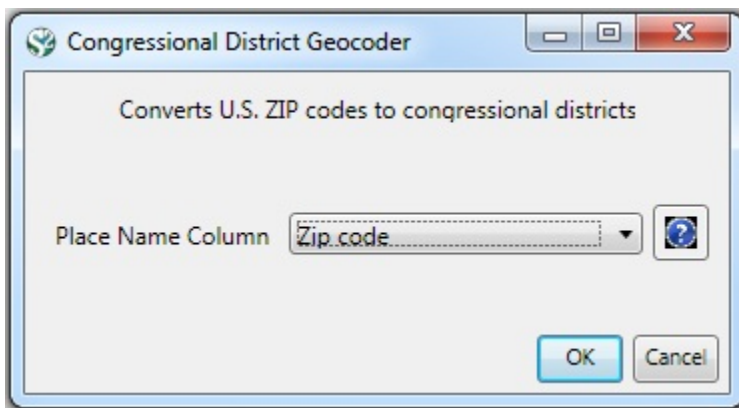 Congressional District Geocoder
Converts U.S. ZIP codes to congressional districts
Place Name Column Zip code
OK Cancel